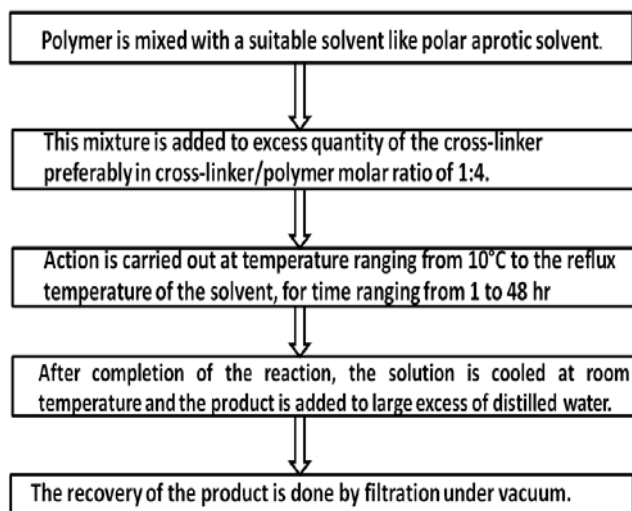 Polymer is mixed with a suitable solvent like polar aprotic solvent.
This mixture is added to excess quantity of the cross-linker
preferably in cross-linker/polymer molar ratio of 1:4.
Action is carried out at temperature ranging from 10°C to the reflux
temperature of the solvent, for time ranging from 1 to 48 hr
After completion of the reaction, the solution is cooled at room
temperature and the product is added to large excess of distilled water.
The recovery of the product is done by filtration under vacuum.